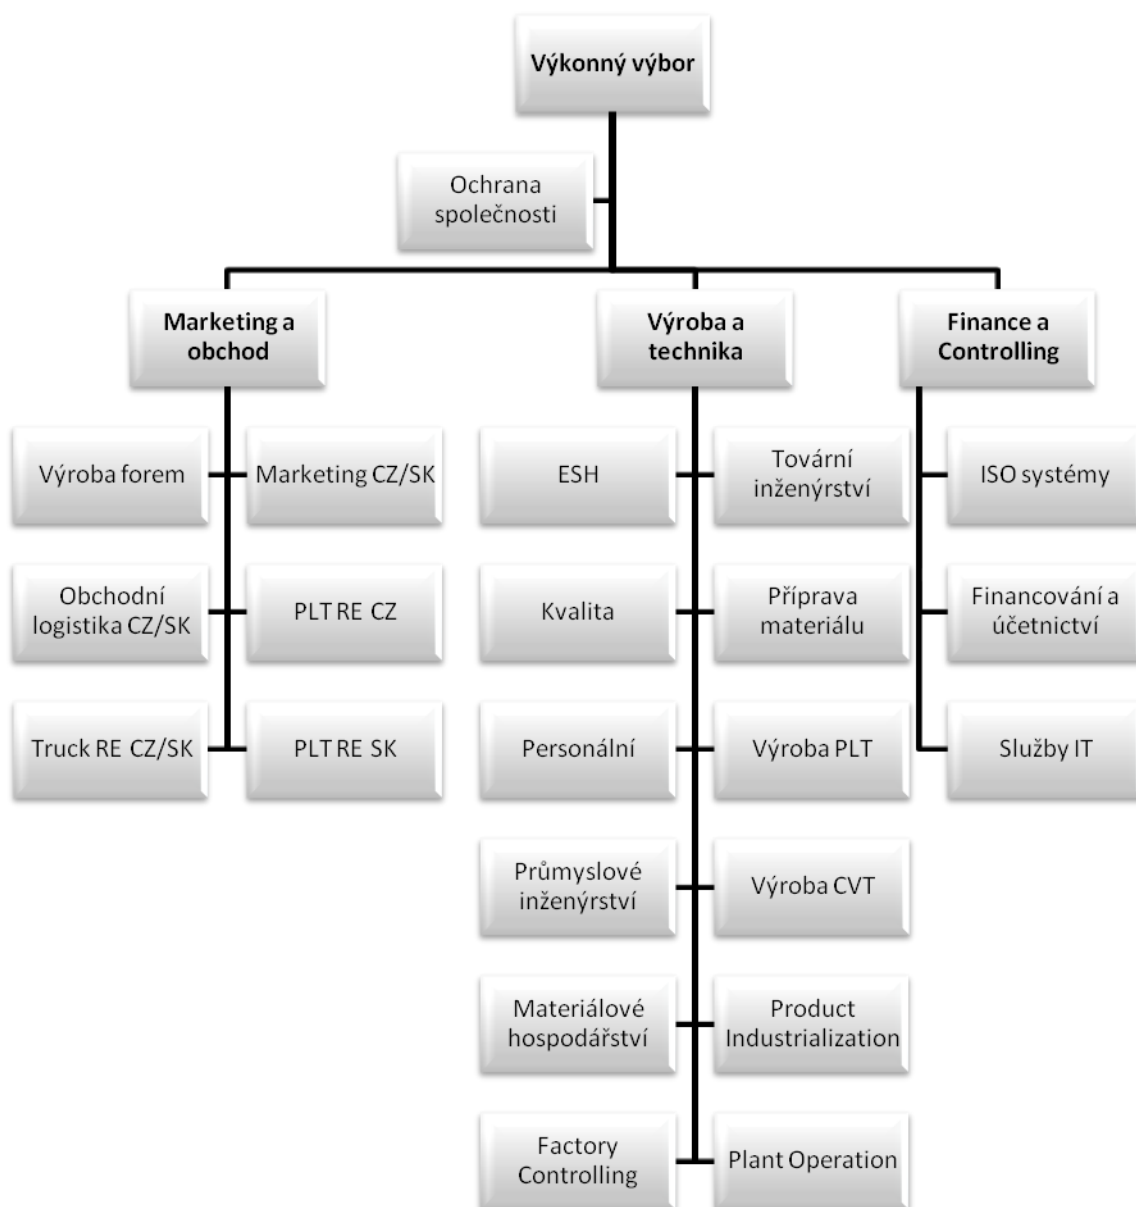 Výkonný výbor
Ochrana
společnosti
Marketing a
obchod
Výroba a
technika
Finance a
Controlling
Výroba forem
Marketing CZ/SK
ESH
Tovární
inženýrství
ISO systémy
Obchodní
logistika CZ/SK
PLT RE CZ
Kvalita
Příprava
materiálu
Financování a
účetnictví
Truck RE CZ/SK
PLT RE SK
Personální
Výroba PLT
Služby IT
Průmyslové
inženýrství
Výroba CVT
Materiálové
hospodářství
Product
Industrialization
Factory
Controlling
Plant Operation